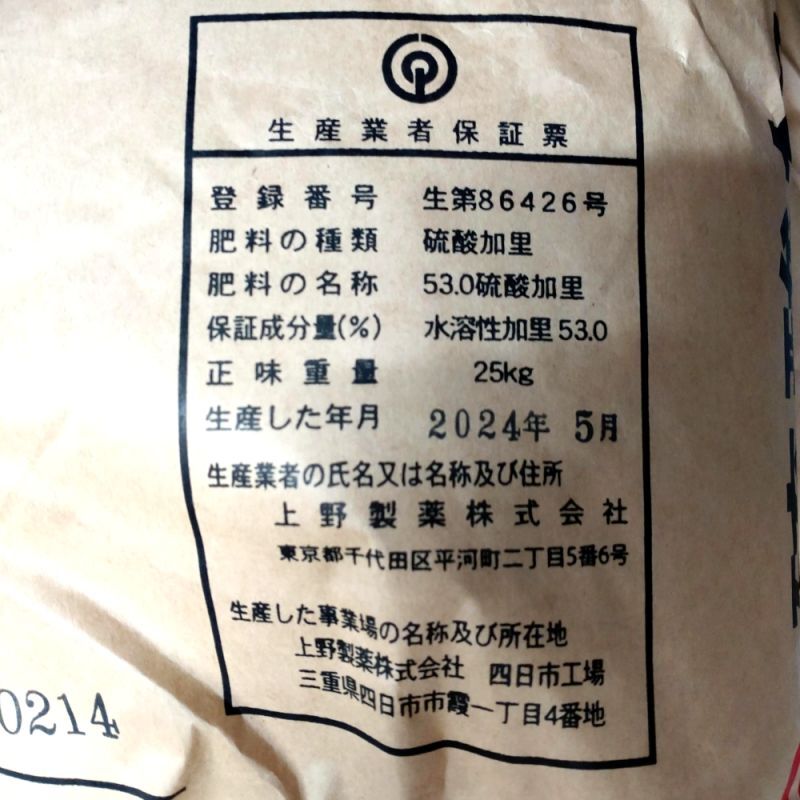 生産業者保証票
登録番号 生第86426号
肥料の種類 硫酸加里
肥料の名称 53.0硫酸加里
保証成分量(%) 水溶性加里 53.0
正味重量 25kg
生産した年月 2024年 5月
生産業者の氏名又は名称及び住所
上野製薬株式会社
東京都千代田区平河町二丁目5番6号
生産した事業場の名称及び所在地
上野製薬株式会社 四日市工場
三重県四日市市霞一丁目4番地
0214